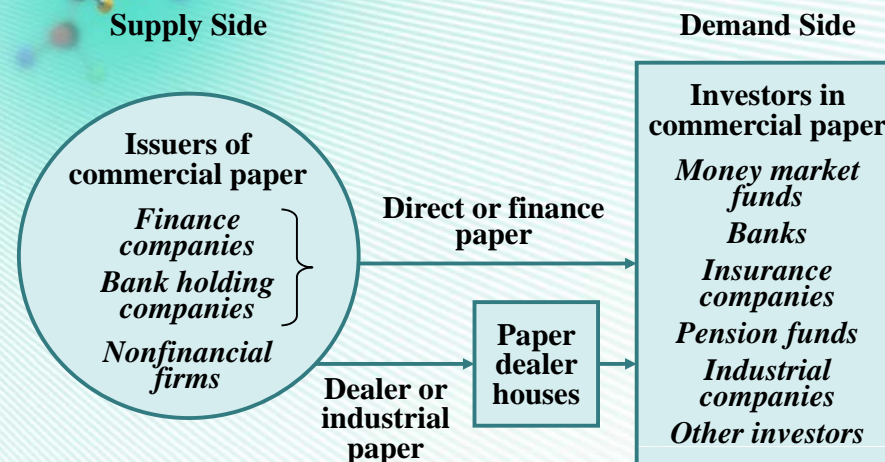 Supply Side
Demand Side
Issuers of
commercial paper
Finance
companies
Bank holding
companies
Nonfinancial
firms
Direct or finance
paper
Dealer or
industrial
paper
Paper
dealer
houses
Investors in
commercial paper
Money market
funds
Banks
Insurance
companies
Pension funds
Industrial
companies
Other investors